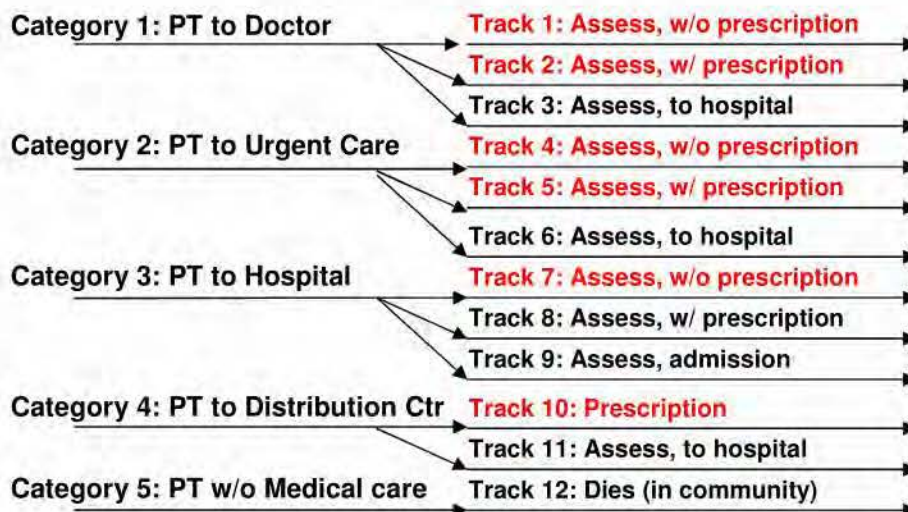 Category 1: PT to Doctor
Track 1: Assess, w/o prescription
Track 2: Assess, w/ prescription
Track 3: Assess, to hospital
Category 2: PT to Urgent Care
Track 4: Assess, w/o prescription
Track 5: Assess, w/ prescription
Track 6: Assess, to hospital
Category 3: PT to Hospital
Track 7: Assess, w/o prescription
Track 8: Assess, w/ prescription
Track 9: Assess, admission
Category 4: PT to Distribution Ctr
Track 10: Prescription
Track 11: Assess, to hospital
Category 5: PT w/o Medical care
Track 12: Dies (in community)